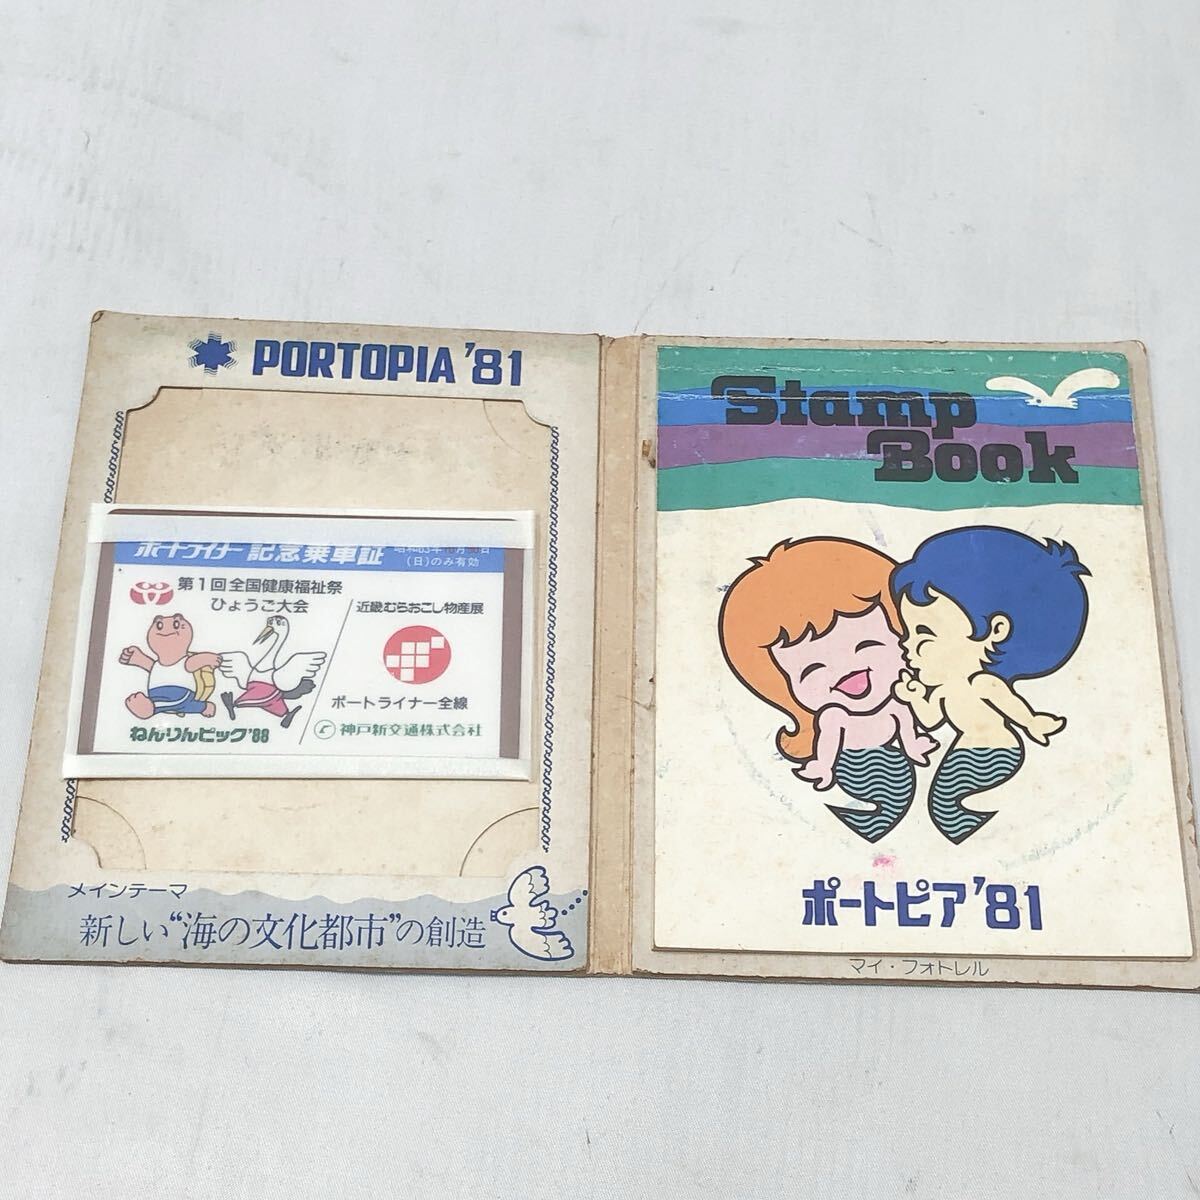 PORTOPIA '81
ポートライナー 記念乗車証
昭和63年
(日)のみ有効
第1回全国健康福祉祭
ひょうご大会
近畿むらおこし物産展
ポートライナー全線
ねんりんピック'88
神戸新交通株式会社
メインテーマ
新しい“海の文化都市”の創造
Stamp
Book
ポートピア'81
マイ・フォトレル